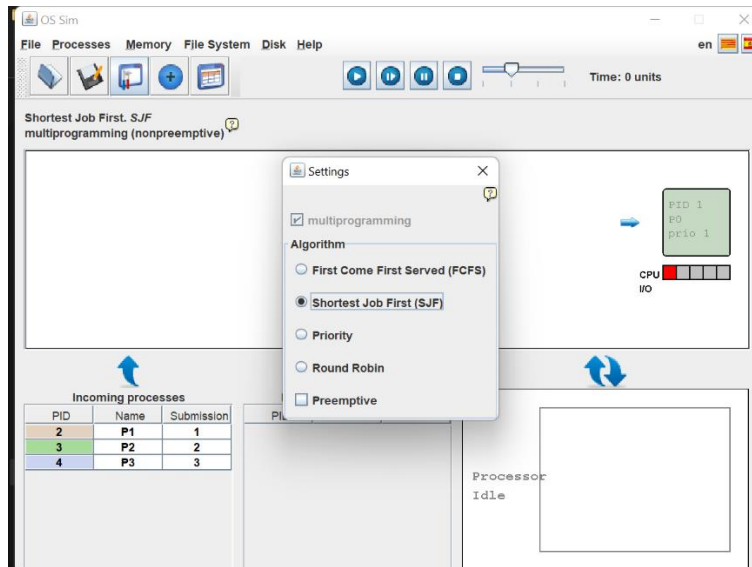 OS Sim
File Processes Memory File System Disk Help
en
Time: 0 units
Shortest Job First. SJF
multiprogramming (nonpreemptive)
Settings
multiprogramming
Algorithm
First Come First Served (FCFS)
Shortest Job First (SJF)
Priority
Round Robin
Preemptive
PID 1
P0
prio 1
CPU
I/O
Incoming processes
PID Name Submission
2 P1 1
3 P2 2
4 P3 3
Processor
Idle